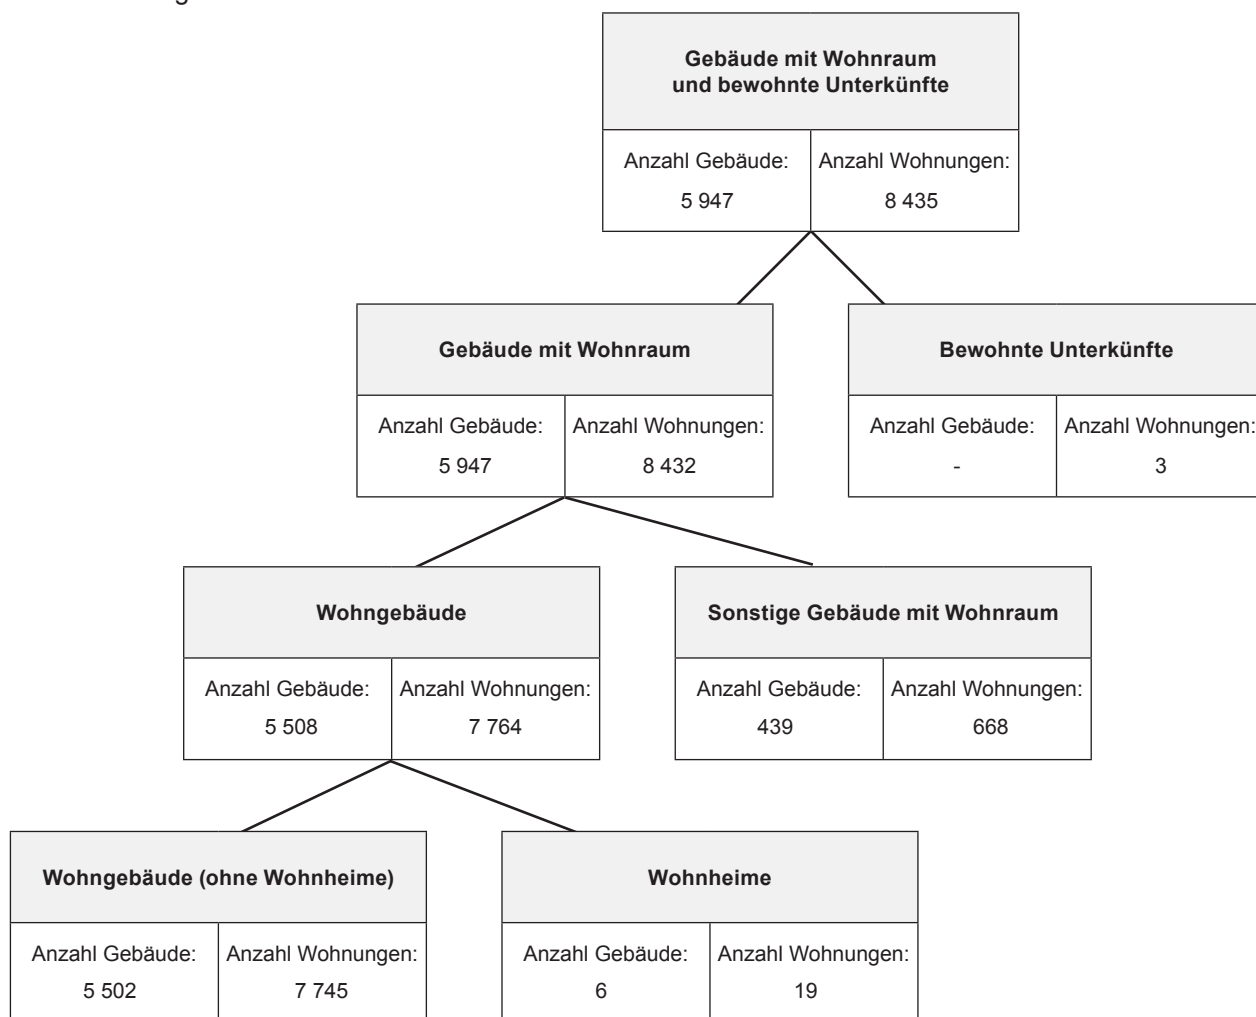 Gebäude mit Wohnraum
und bewohnte Unterkünfte
Anzahl Gebäude: Anzahl Wohnungen:
5 947 8 435
Gebäude mit Wohnraum
Anzahl Gebäude: Anzahl Wohnungen:
5 947 8 432
Bewohnte Unterkünfte
Anzahl Gebäude: Anzahl Wohnungen:
- 3
Wohngebäude
Anzahl Gebäude: Anzahl Wohnungen:
5 508 7 764
Sonstige Gebäude mit Wohnraum
Anzahl Gebäude: Anzahl Wohnungen:
439 668
Wohngebäude (ohne Wohnheime)
Anzahl Gebäude: Anzahl Wohnungen:
5 502 7 745
Wohnheime
Anzahl Gebäude: Anzahl Wohnungen:
6 19